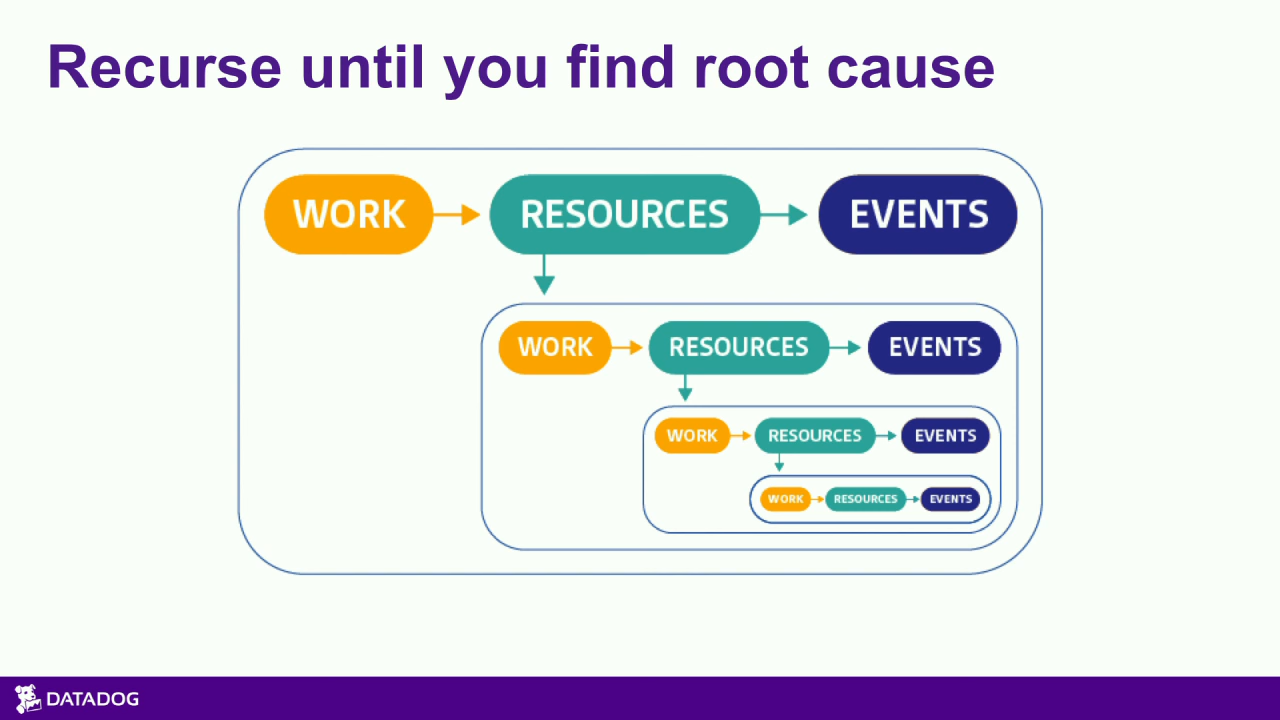 Recurse until you find root cause
WORK RESOURCES EVENTS
WORK RESOURCES EVENTS
WORK RESOURCES EVENTS
WORK RESOURCES EVENTS
DATADOG